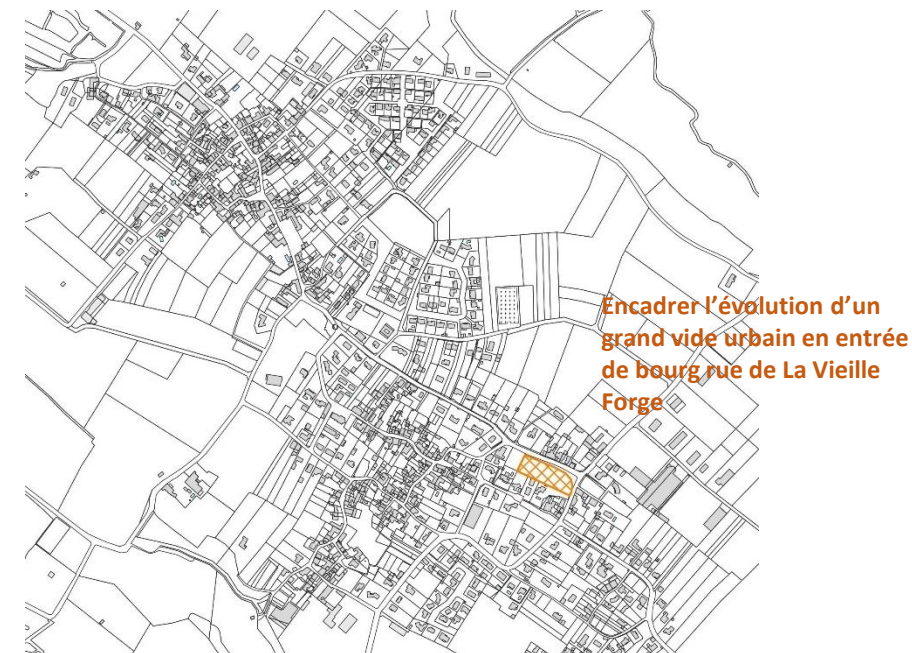 Encadrer l’évolution d’un
grand vide urbain en entrée
de bourg rue de La Vieille
Forge